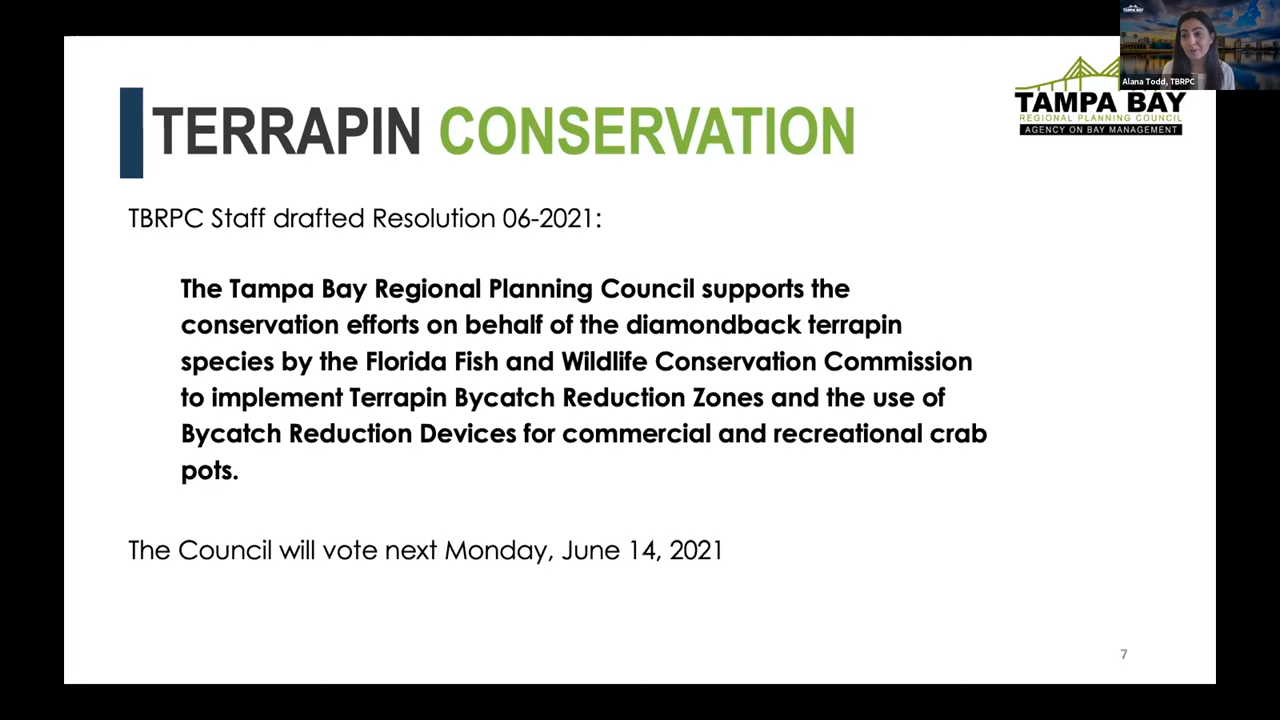 TAMPA BAY
Alana Todd, TBRPC
TERRAPIN CONSERVATION
TAMPA BAY
REGIONAL PLANNING COUNCIL
AGENCY ON BAY MANAGEMENT
TBRPC Staff drafted Resolution 06-2021:
The Tampa Bay Regional Planning Council supports the
conservation efforts on behalf of the diamondback terrapin
species by the Florida Fish and Wildlife Conservation Commission
to implement Terrapin Bycatch Reduction Zones and the use of
Bycatch Reduction Devices for commercial and recreational crab
pots.
The Council will vote next Monday, June 14, 2021
7